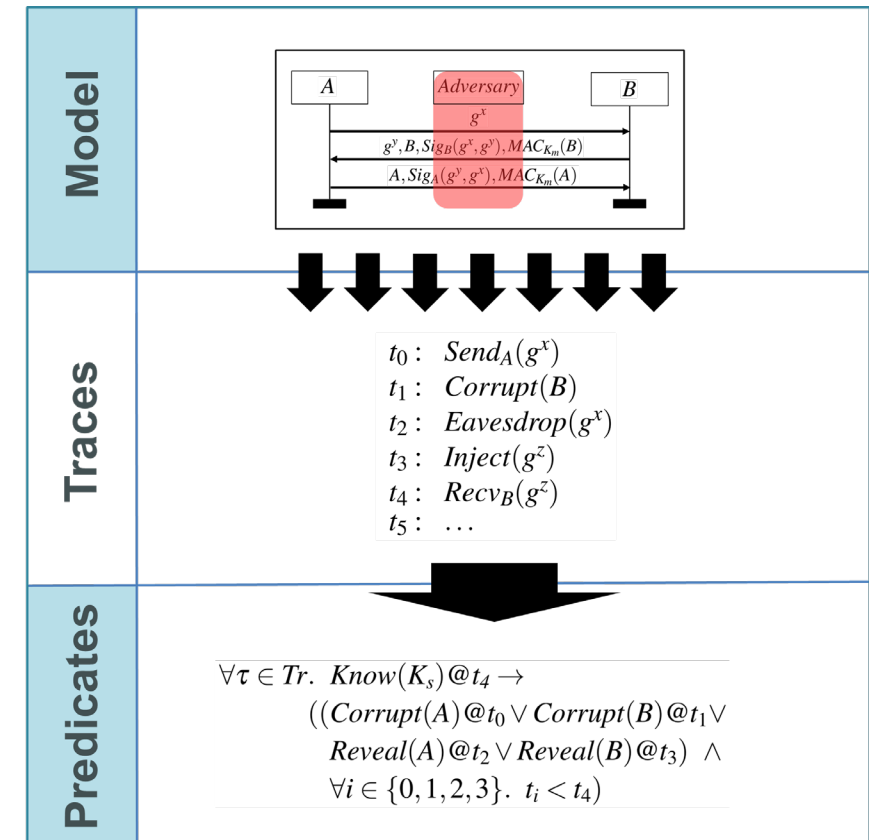 Model
A
Adversary
B
g^x
g^y, B, Sig_B(g^x, g^y), MAC_{K_m}(B)
A, Sig_A(g^y, g^x), MAC_{K_m}(A)
Traces
t_0 : Send_A(g^x)
t_1 : Corrupt(B)
t_2 : Eavesdrop(g^x)
t_3 : Inject(g^z)
t_4 : Recv_B(g^z)
t_5 : ...
Predicates
∀τ ∈ Tr. Know(K_s)@t_4 →
((Corrupt(A)@t_0 ∨ Corrupt(B)@t_1 ∨
Reveal(A)@t_2 ∨ Reveal(B)@t_3) ∧
∀i ∈ {0,1,2,3}. t_i < t_4)